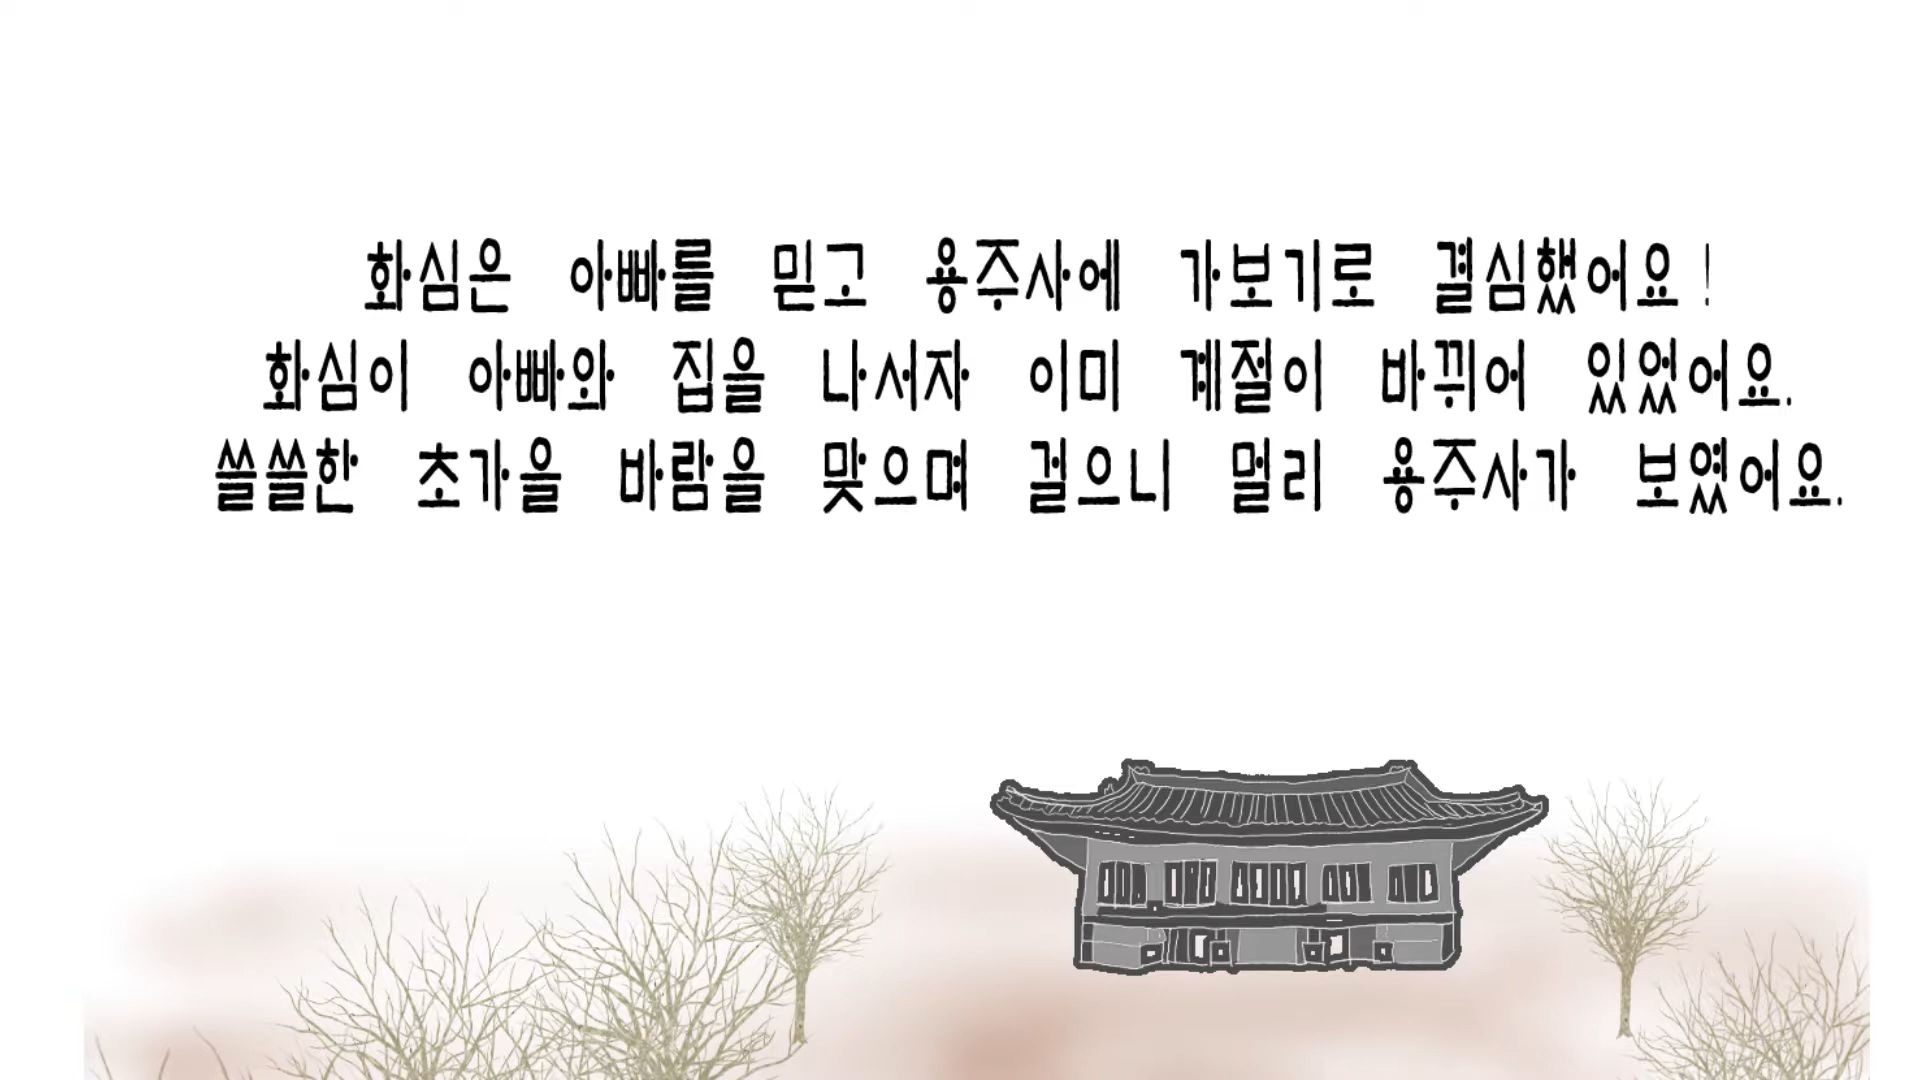 화심은 아빠를 믿고 용주사에 가보기로 결심했어요!
화심이 아빠와 집을 나서자 이미 계절이 바뀌어 있었어요.
쓸쓸한 초가을 바람을 맞으며 걸으니 멀리 용주사가 보였어요.